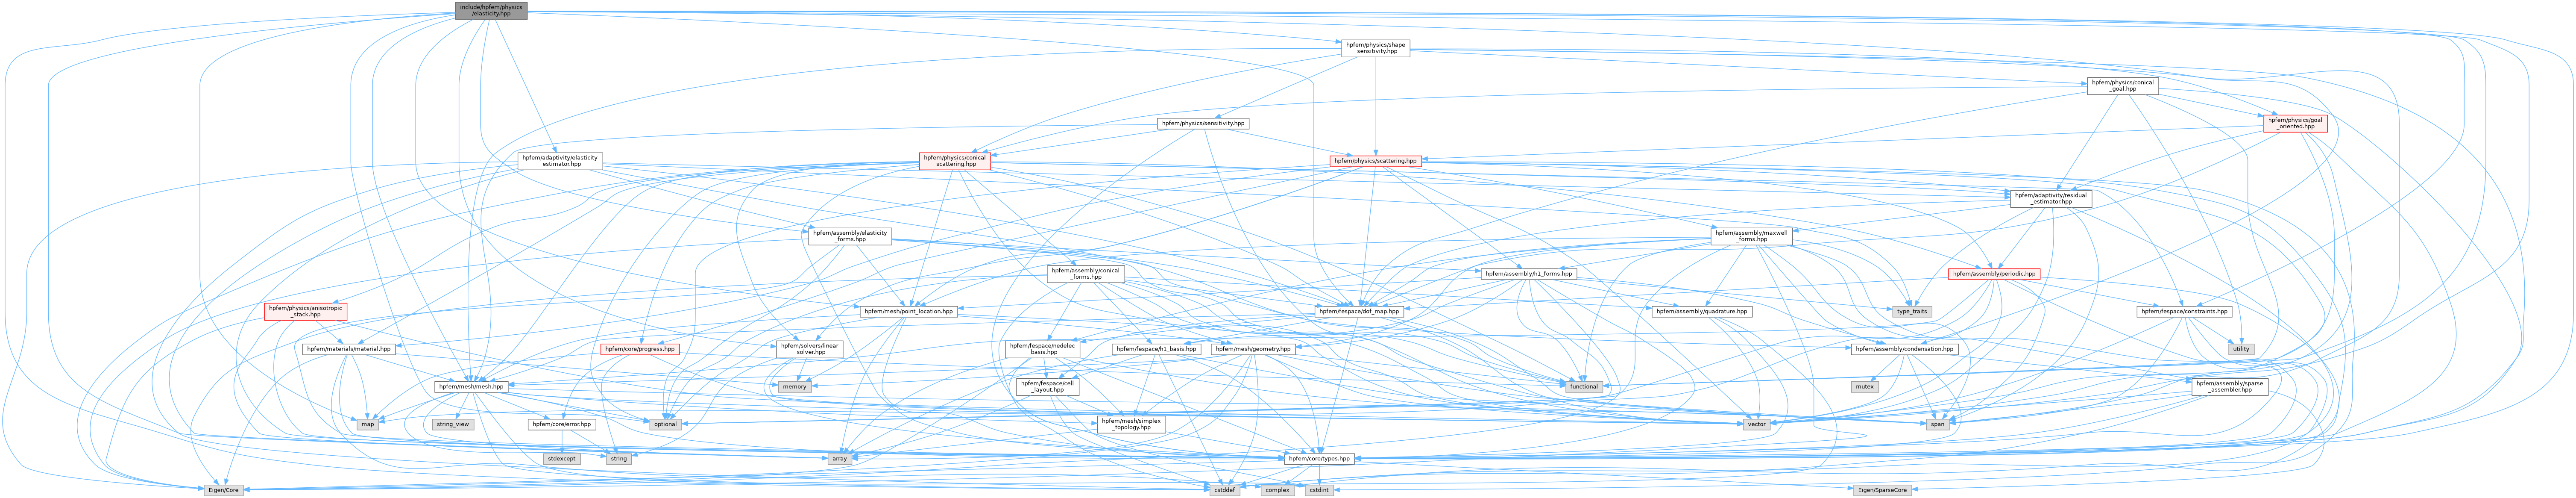 include/hpfem/physics
/elasticity.hpp
hpfem/physics/shape
_sensitivity.hpp
hpfem/physics/conical
_goal.hpp
hpfem/physics/sensitivity.hpp
hpfem/physics/goal
_oriented.hpp
hpfem/adaptivity/elasticity
_estimator.hpp
hpfem/physics/conical
_scattering.hpp
hpfem/physics/scattering.hpp
hpfem/adaptivity/residual
_estimator.hpp
hpfem/assembly/elasticity
_forms.hpp
hpfem/assembly/maxwell
_forms.hpp
hpfem/assembly/conical
_forms.hpp
hpfem/assembly/h1_forms.hpp
hpfem/assembly/periodic.hpp
hpfem/physics/anisotropic
_stack.hpp
hpfem/mesh/point_location.hpp
hpfem/fespace/dof_map.hpp
hpfem/assembly/quadrature.hpp
type_traits
hpfem/fespace/constraints.hpp
hpfem/materials/material.hpp
hpfem/core/progress.hpp
hpfem/solvers/linear
_solver.hpp
hpfem/fespace/nedelec
_basis.hpp
hpfem/fespace/h1_basis.hpp
hpfem/mesh/geometry.hpp
hpfem/assembly/condensation.hpp
utility
hpfem/mesh/mesh.hpp
memory
hpfem/fespace/cell
_layout.hpp
functional
mutex
hpfem/assembly/sparse
_assembler.hpp
map
string_view
hpfem/core/error.hpp
optional
hpfem/mesh/simplex
_topology.hpp
vector
span
stdexcept
string
array
hpfem/core/types.hpp
Eigen/Core
cstddef
complex
cstdint
Eigen/SparseCore